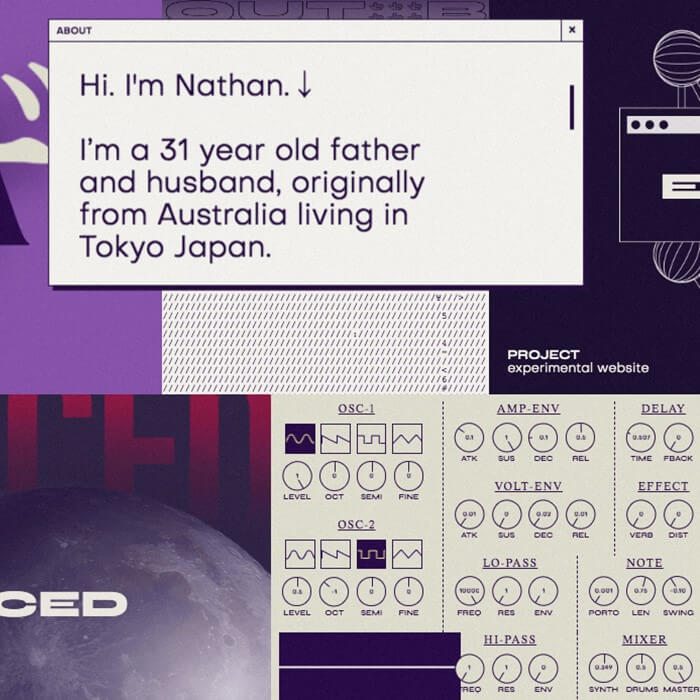 OUT
B
ABOUT
×
Hi. I'm Nathan. ↓
I'm a 31 year old father
and husband, originally
from Australia living in
Tokyo Japan.
PROJECT
experimental website
CED
OSC-1
LEVEL OCT SEMI FINE
1 0 0 0
OSC-2
0.5 -1 0 0
LEVEL OCT SEMI FINE
AMP-ENV
0.1 1 0.1 0.5
ATK SUS DEC REL
VOLT-ENV
0.01 0 0.02 0.01
ATK SUS DEC REL
LO-PASS
10000 1 1
FREQ RES ENV
HI-PASS
1 1 0
FREQ RES ENV
DELAY
0.507 0
TIME FBACK
EFFECT
0 0
VERB DIST
NOTE
0.001 0.75 -0.10
PORTO LEN SWING
MIXER
0.349 0.5 0.5
SYNTH DRUMS MASTER